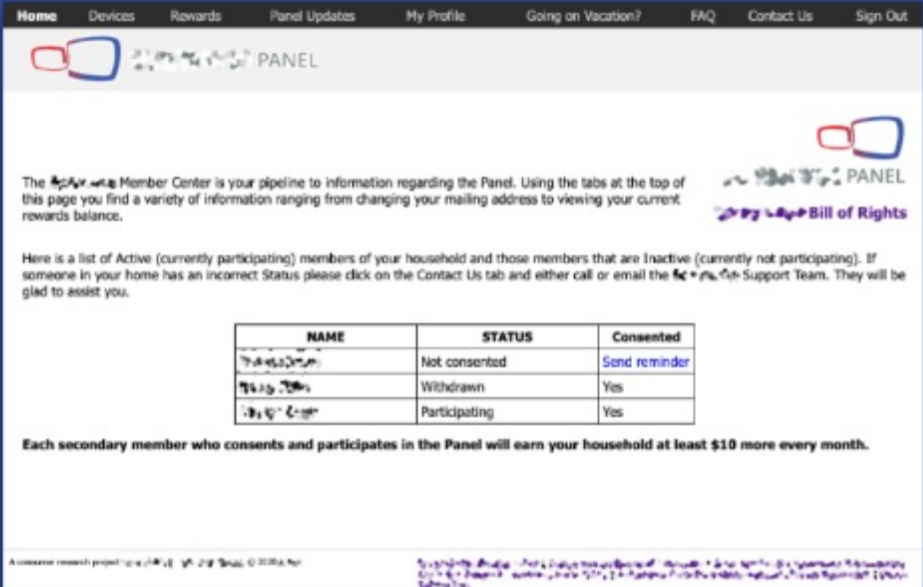 Home Devices Rewards Panel Updates My Profile Going on Vacation? FAQ Contact Us Sign Out
PANEL
PANEL
Bill of Rights
The Member Center is your pipeline to information regarding the Panel. Using the tabs at the top of
this page you find a variety of information ranging from changing your mailing address to viewing your current
rewards balance.
Here is a list of Active (currently participating) members of your household and those members that are Inactive (currently not participating). If
someone in your home has an incorrect Status please click on the Contact Us tab and either call or email the Support Team. They will be
glad to assist you.
NAME STATUS Consented
Not consented Send reminder
Withdrawn Yes
Participating Yes
Each secondary member who consents and participates in the Panel will earn your household at least $10 more every month.
A consumer research project